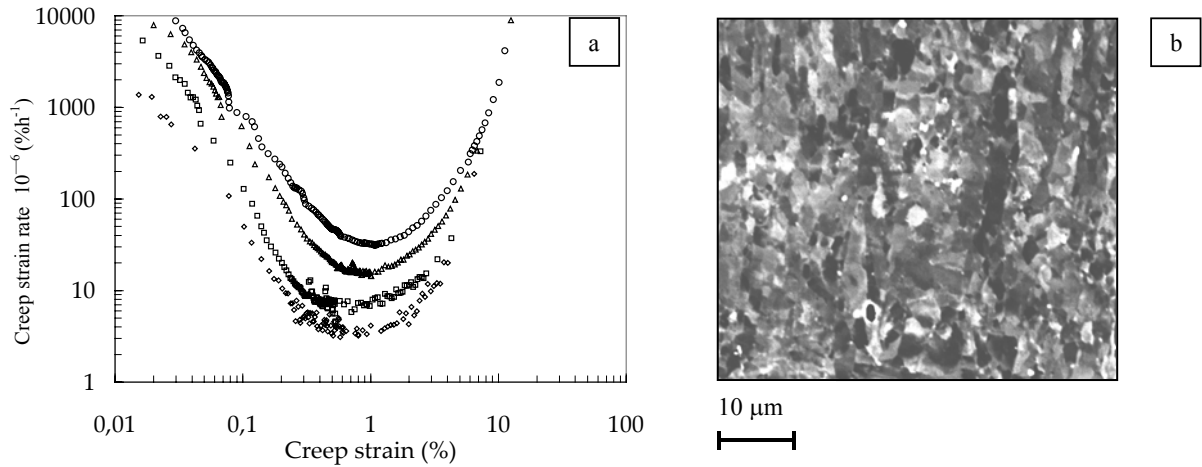 a
b
Creep strain rate 10⁻⁶ (%h⁻¹)
10000
1000
100
10
1
0,01
0,1
1
10
100
Creep strain (%)
10 µm